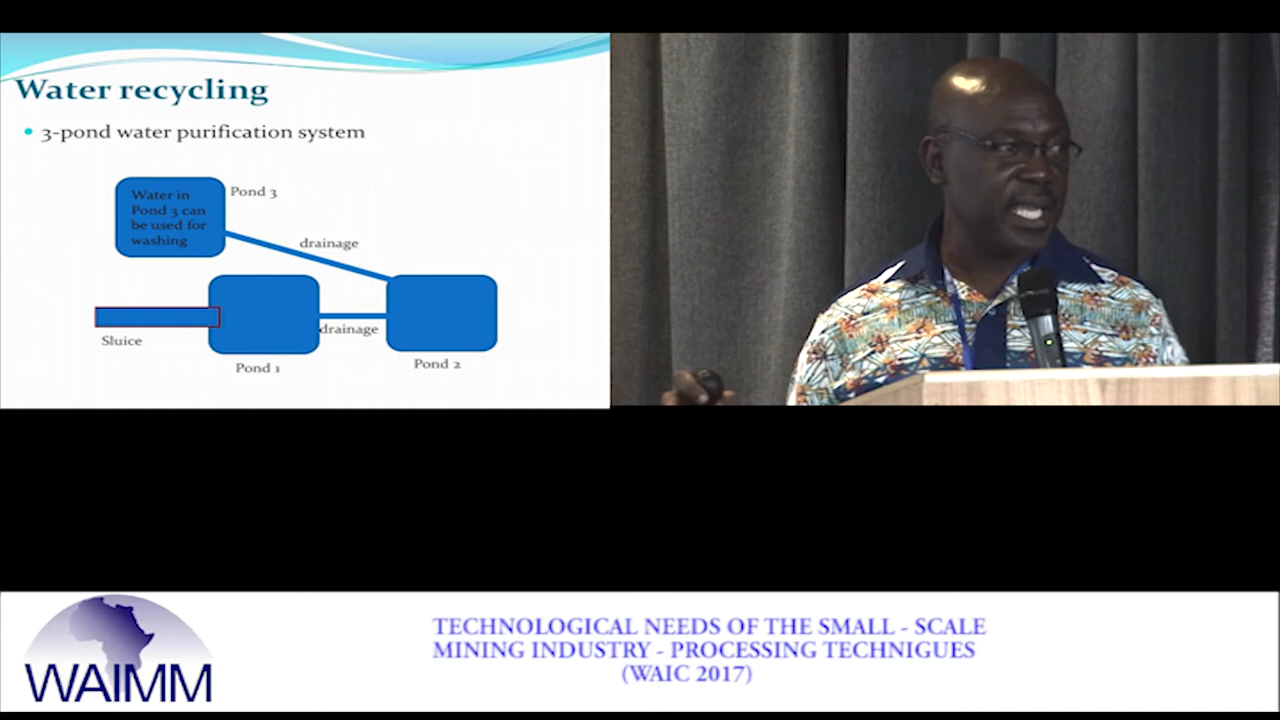 Water recycling
• 3-pond water purification system
Water in
Pond 3 can
be used for
washing
Pond 3
drainage
drainage
Sluice
Pond 1
Pond 2
WAIMM
TECHNOLOGICAL NEEDS OF THE SMALL - SCALE
MINING INDUSTRY - PROCESSING TECHNIGUES
(WAIC 2017)